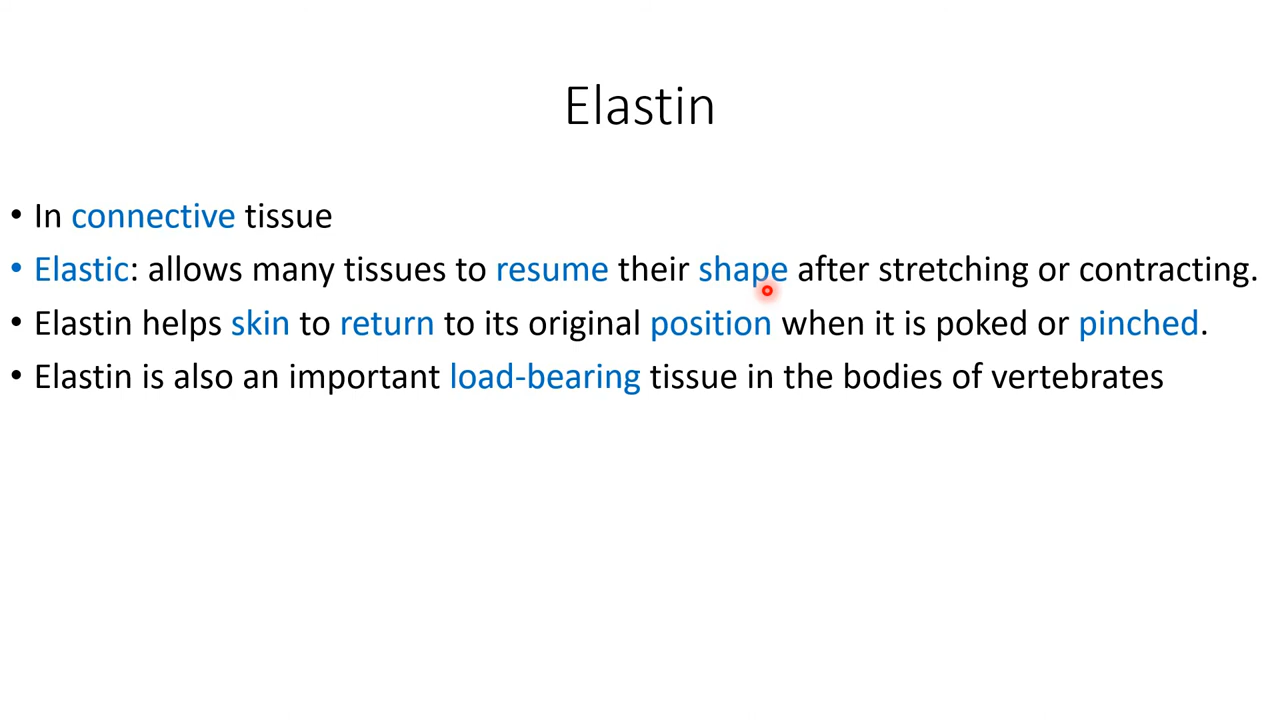 Elastin
• In connective tissue
• Elastic: allows many tissues to resume their shape after stretching or contracting.
• Elastin helps skin to return to its original position when it is poked or pinched.
• Elastin is also an important load-bearing tissue in the bodies of vertebrates